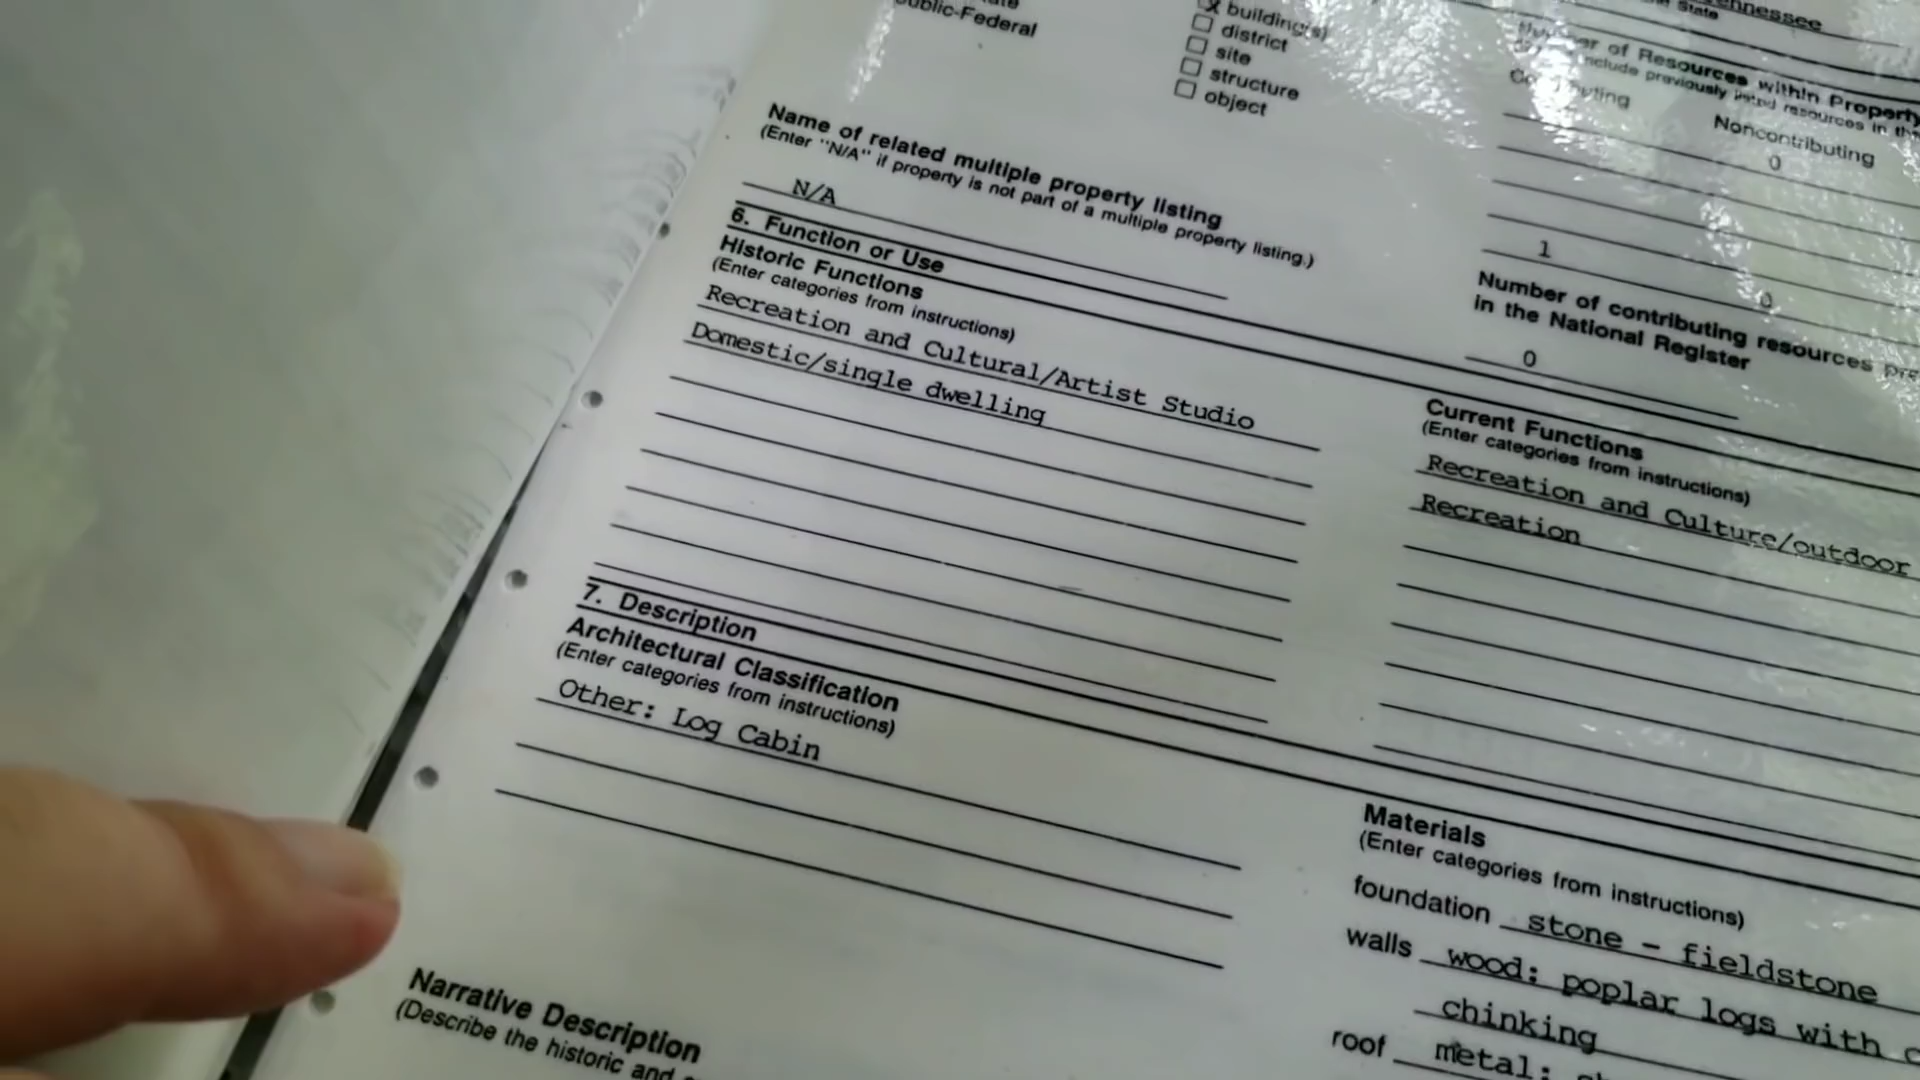 Public-Federal
building(s)
district
site
structure
object
Tennessee
State
Number of Resources within Property
include previously listed resources in the
Contributing
Noncontributing
0
1
0
Name of related multiple property listing
(Enter "N/A" if property is not part of a multiple property listing.)
N/A
Number of contributing resources
in the National Register
0
6. Function or Use
Historic Functions
(Enter categories from instructions)
Recreation and Cultural/Artist Studio
Domestic/single dwelling
Current Functions
(Enter categories from instructions)
Recreation and Culture/outdoor
Recreation
7. Description
Architectural Classification
(Enter categories from instructions)
Other: Log Cabin
Materials
(Enter categories from instructions)
foundation stone - fieldstone
walls wood: poplar logs with
chinking
roof metal:
Narrative Description
(Describe the historic and